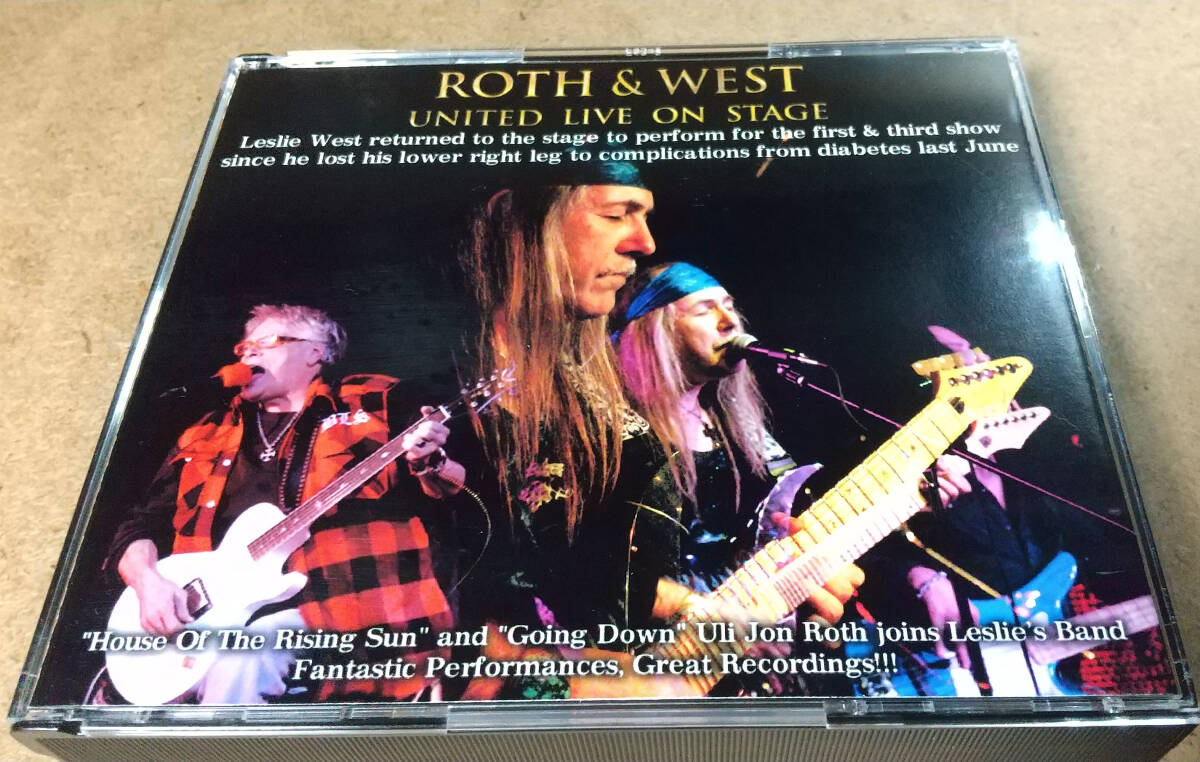 ROTH & WEST
UNITED LIVE ON STAGE
Leslie West returned to the stage to perform for the first & third show
since he lost his lower right leg to complications from diabetes last June
BLS
"House Of The Rising Sun" and "Going Down" Uli Jon Roth joins Leslie's Band
Fantastic Performances, Great Recordings!!!